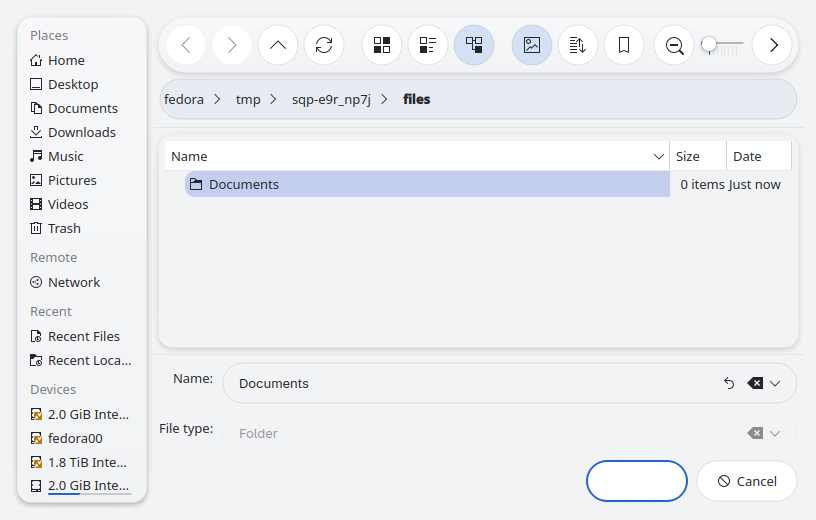 Places
Home
Desktop
Documents
Downloads
Music
Pictures
Videos
Trash
Remote
Network
Recent
Recent Files
Recent Loca...
Devices
2.0 GiB Inte...
fedora00
1.8 TiB Inte...
2.0 GiB Inte...
fedora > tmp > sqp-e9r_np7j > files
Name Size Date
Documents 0 items Just now
Name: Documents
File type: Folder
Cancel